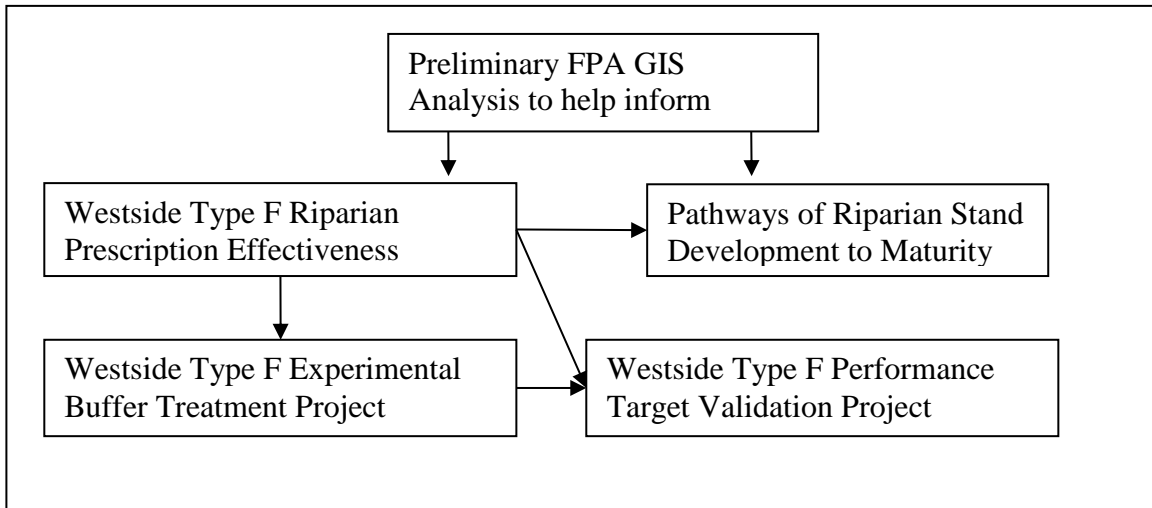 Preliminary FPA GIS
Analysis to help inform
Westside Type F Riparian
Prescription Effectiveness
Pathways of Riparian Stand
Development to Maturity
Westside Type F Experimental
Buffer Treatment Project
Westside Type F Performance
Target Validation Project